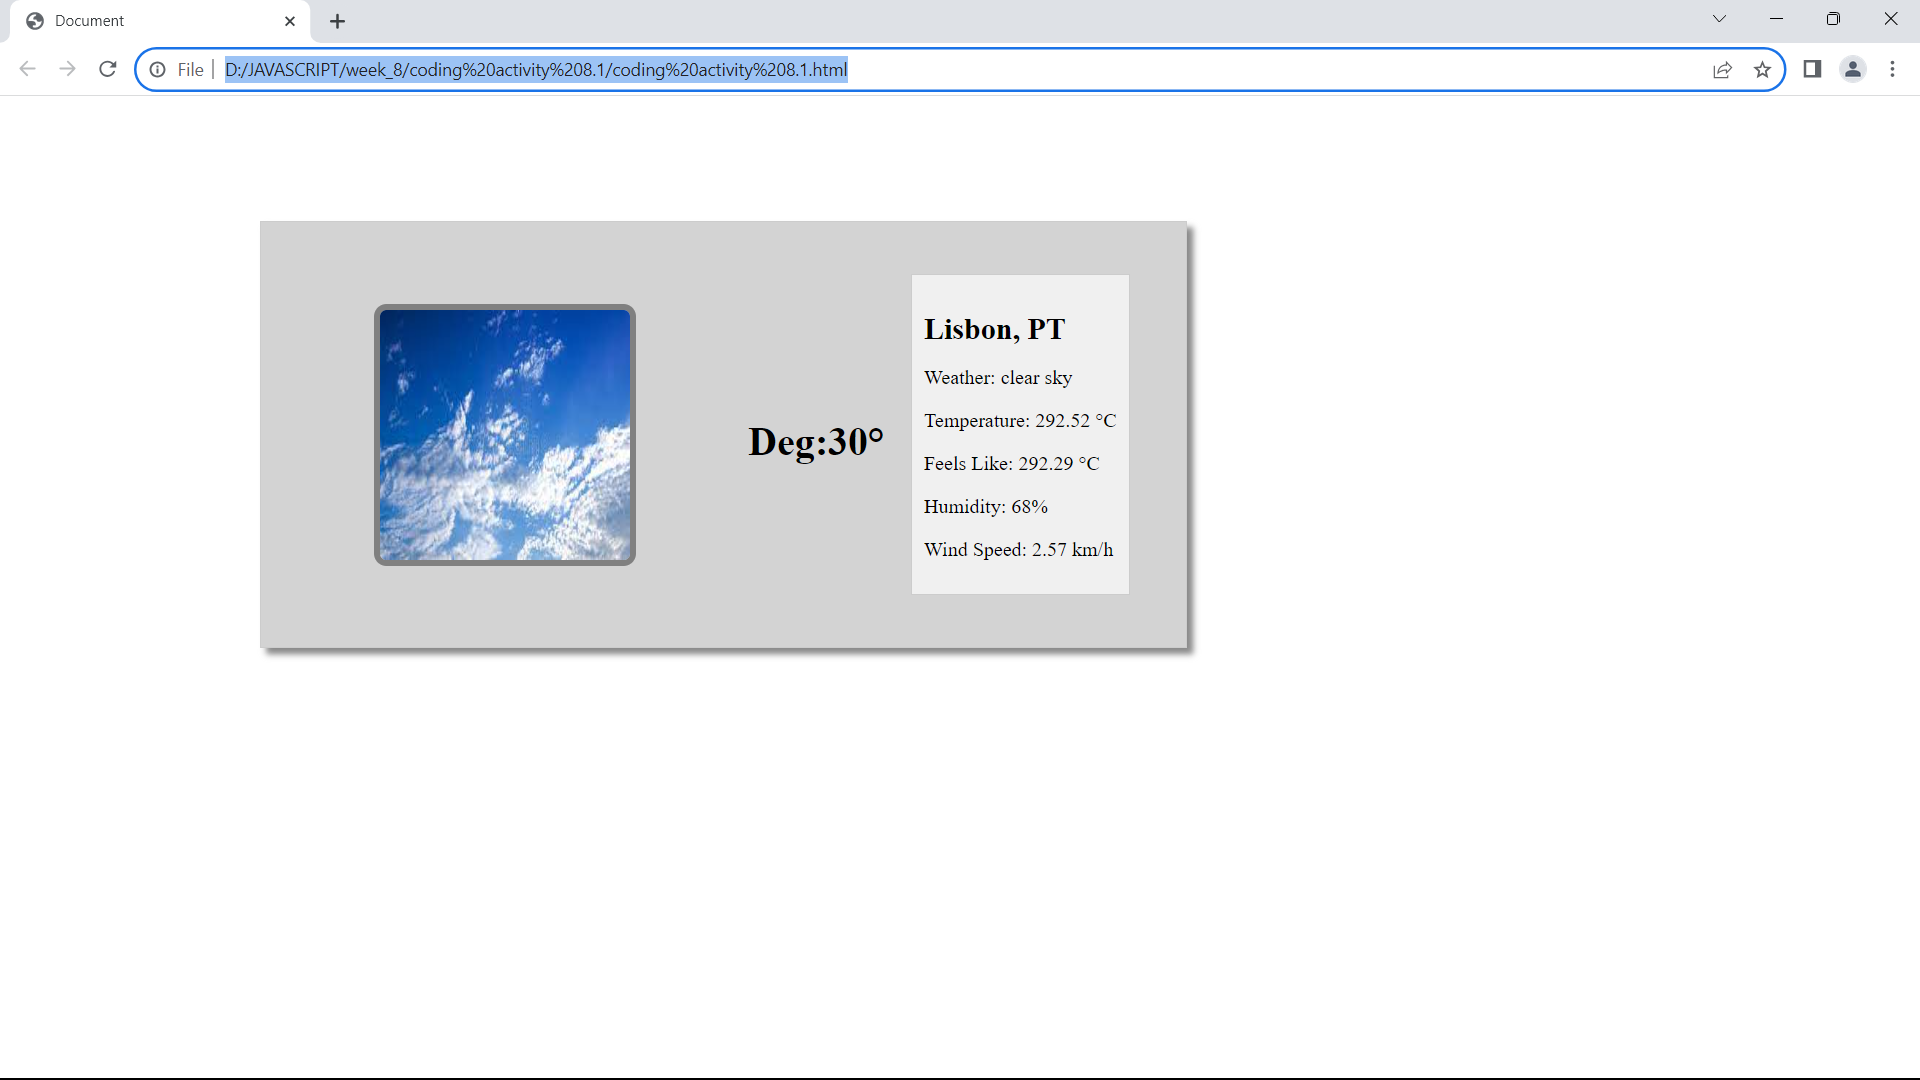 Document
File
D:/JAVASCRIPT/week_8/coding%20activity%208.1/coding%20activity%208.1.html
Deg:30°
Lisbon, PT
Weather: clear sky
Temperature: 292.52 °C
Feels Like: 292.29 °C
Humidity: 68%
Wind Speed: 2.57 km/h